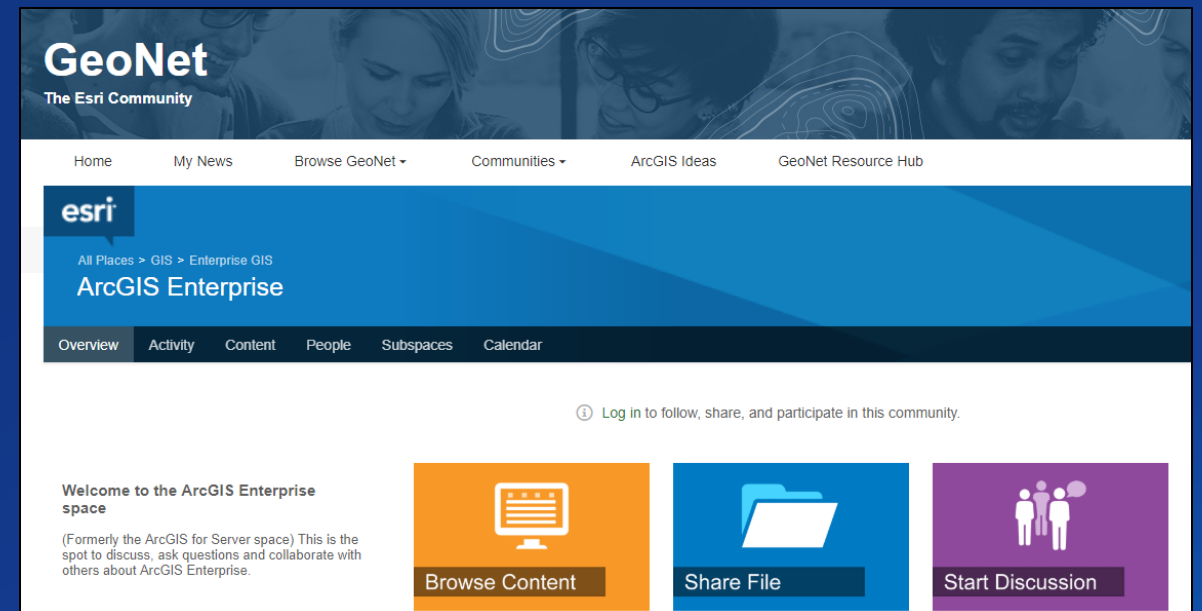 GeoNet
The Esri Community
Home My News Browse GeoNet Communities ArcGIS Ideas GeoNet Resource Hub
esri
All Places > GIS > Enterprise GIS
ArcGIS Enterprise
Overview Activity Content People Subspaces Calendar
Log in to follow, share, and participate in this community.
Welcome to the ArcGIS Enterprise
space
(Formerly the ArcGIS for Server space) This is the
spot to discuss, ask questions and collaborate with
others about ArcGIS Enterprise.
Browse Content
Share File
Start Discussion